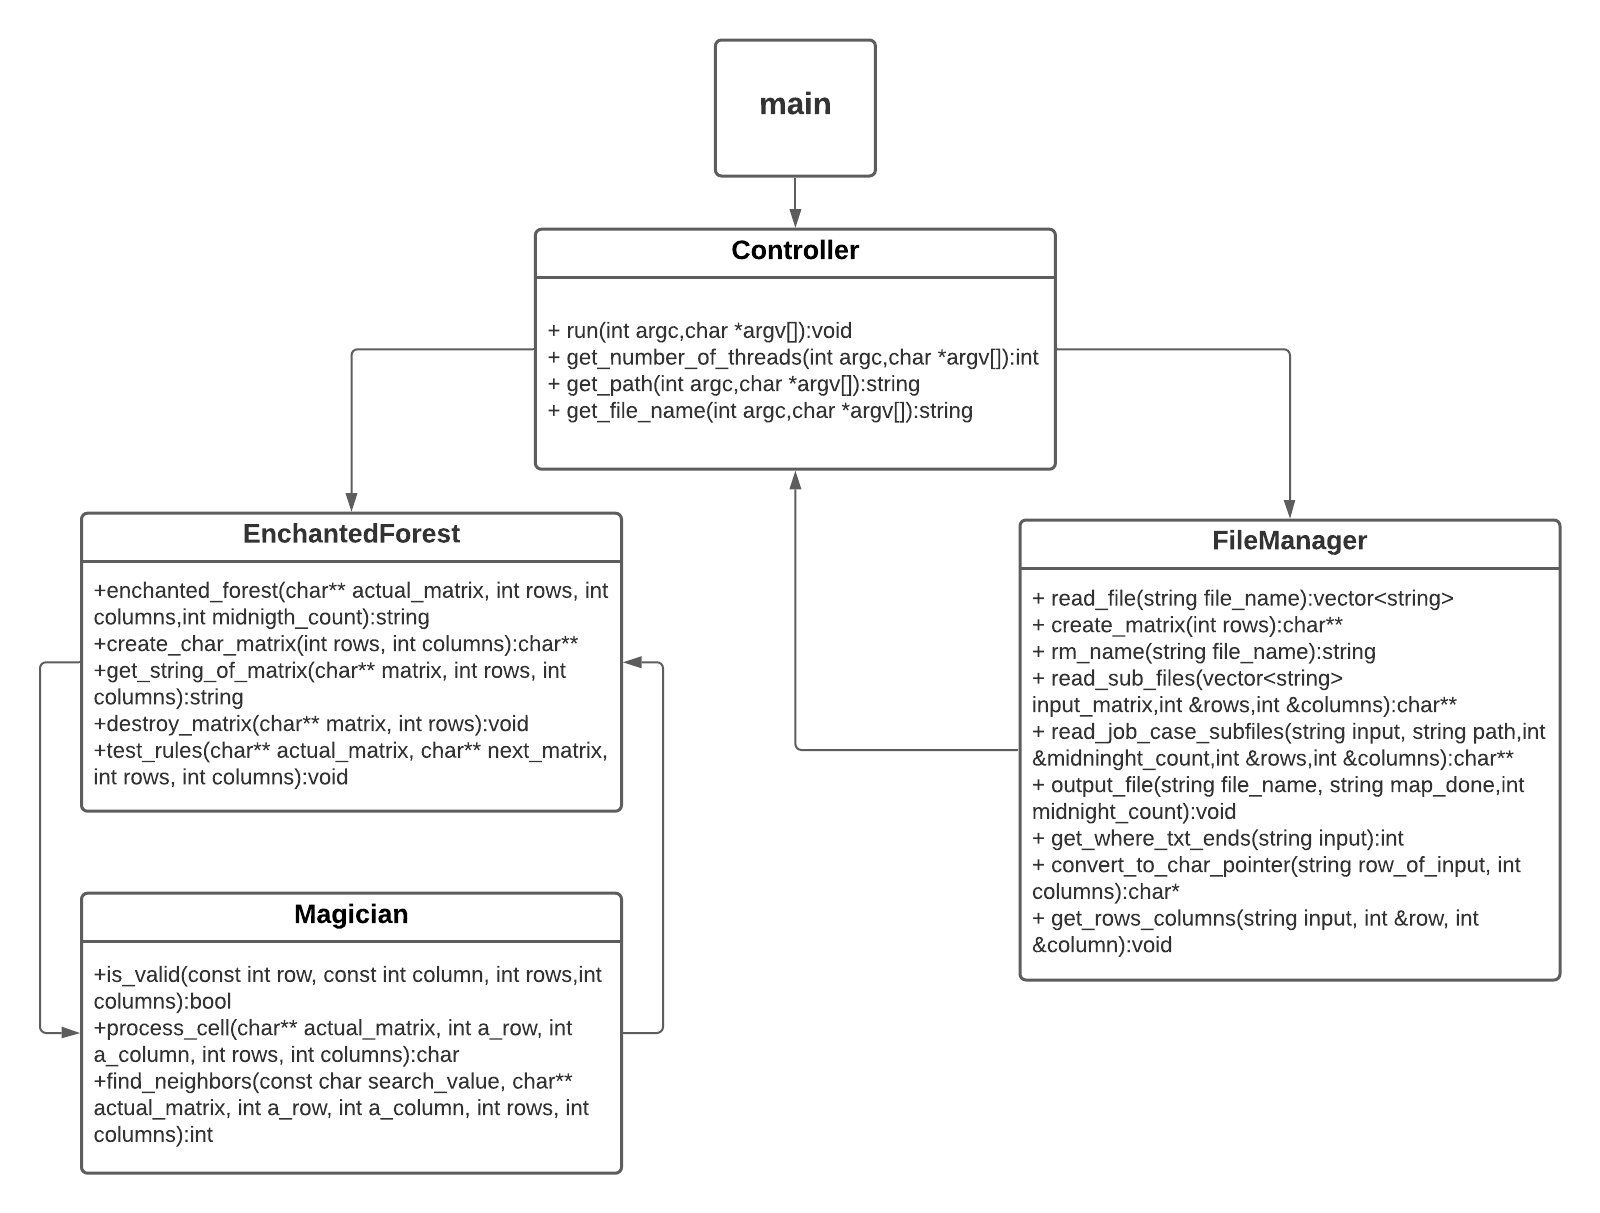 main
Controller
+ run(int argc,char *argv[]):void
+ get_number_of_threads(int argc,char *argv[]):int
+ get_path(int argc,char *argv[]):string
+ get_file_name(int argc,char *argv[]):string
EnchantedForest
+enchanted_forest(char** actual_matrix, int rows, int
columns,int midnigth_count):string
+create_char_matrix(int rows, int columns):char**
+get_string_of_matrix(char** matrix, int rows, int
columns):string
+destroy_matrix(char** matrix, int rows):void
+test_rules(char** actual_matrix, char** next_matrix,
int rows, int columns):void
FileManager
+ read_file(string file_name):vector<string>
+ create_matrix(int rows):char**
+ rm_name(string file_name):string
+ read_sub_files(vector<string>
input_matrix,int &rows,int &columns):char**
+ read_job_case_subfiles(string input, string path,int
&midninght_count,int &rows,int &columns):char**
+ output_file(string file_name, string map_done,int
midnight_count):void
+ get_where_txt_ends(string input):int
+ convert_to_char_pointer(string row_of_input, int
columns):char*
+ get_rows_columns(string input, int &row, int
&column):void
Magician
+is_valid(const int row, const int column, int rows,int
columns):bool
+process_cell(char** actual_matrix, int a_row, int
a_column, int rows, int columns):char
+find_neighbors(const char search_value, char**
actual_matrix, int a_row, int a_column, int rows, int
columns):int